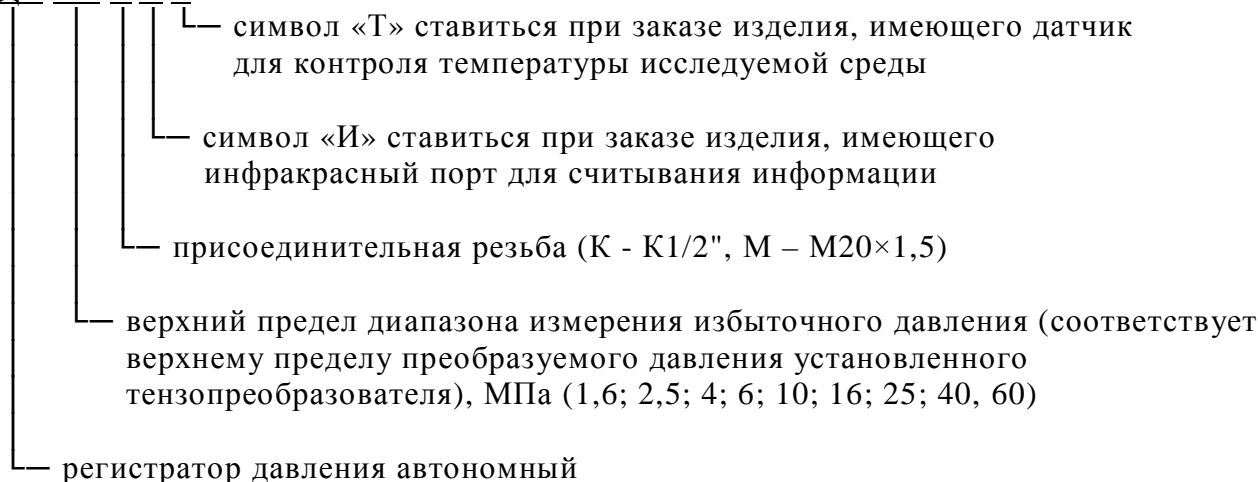 символ «Т» ставиться при заказе изделия, имеющего датчик
для контроля температуры исследуемой среды
символ «И» ставиться при заказе изделия, имеющего
инфракрасный порт для считывания информации
присоединительная резьба (К - К1/2", М – М20×1,5)
верхний предел диапазона измерения избыточного давления (соответствует
верхнему пределу преобразуемого давления установленного
тензопреобразователя), МПа (1,6; 2,5; 4; 6; 10; 16; 25; 40, 60)
регистратор давления автономный